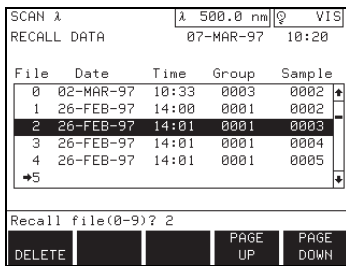 SCAN λ λ 500.0 nm VIS
RECALL DATA 07-MAR-97 10:20
File Date Time Group Sample
0 02-MAR-97 10:33 0003 0002
1 26-FEB-97 14:00 0001 0002
2 26-FEB-97 14:01 0001 0003
3 26-FEB-97 14:01 0001 0004
4 26-FEB-97 14:01 0001 0005
→5
Recall file(0-9)? 2
DELETE PAGE UP PAGE DOWN